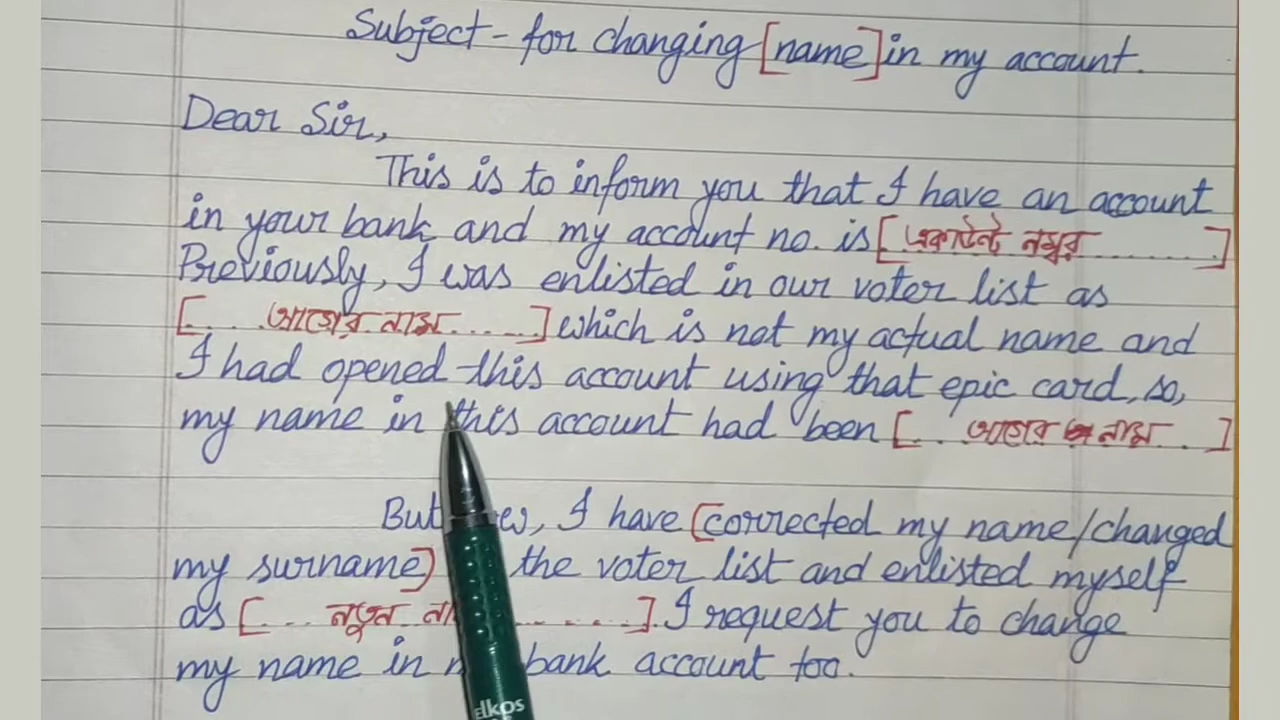 Subject - for changing [name] in my account.
Dear Sir,
This is to inform you that I have an account
in your bank and my account no. is [ একাউন্ট নম্বর ........ ]
Previously, I was enlisted in our voter list as
[. . . আগের নাম ........] which is not my actual name and
I had opened this account using that epic card, so,
my name in this account had been [ .. আগের নাম . ]
But I have [corrected my name/changed
my surname) the voter list and enlisted myself
as [. . . নতুন ......]. I request you to change
my name in bank account too.
elkos